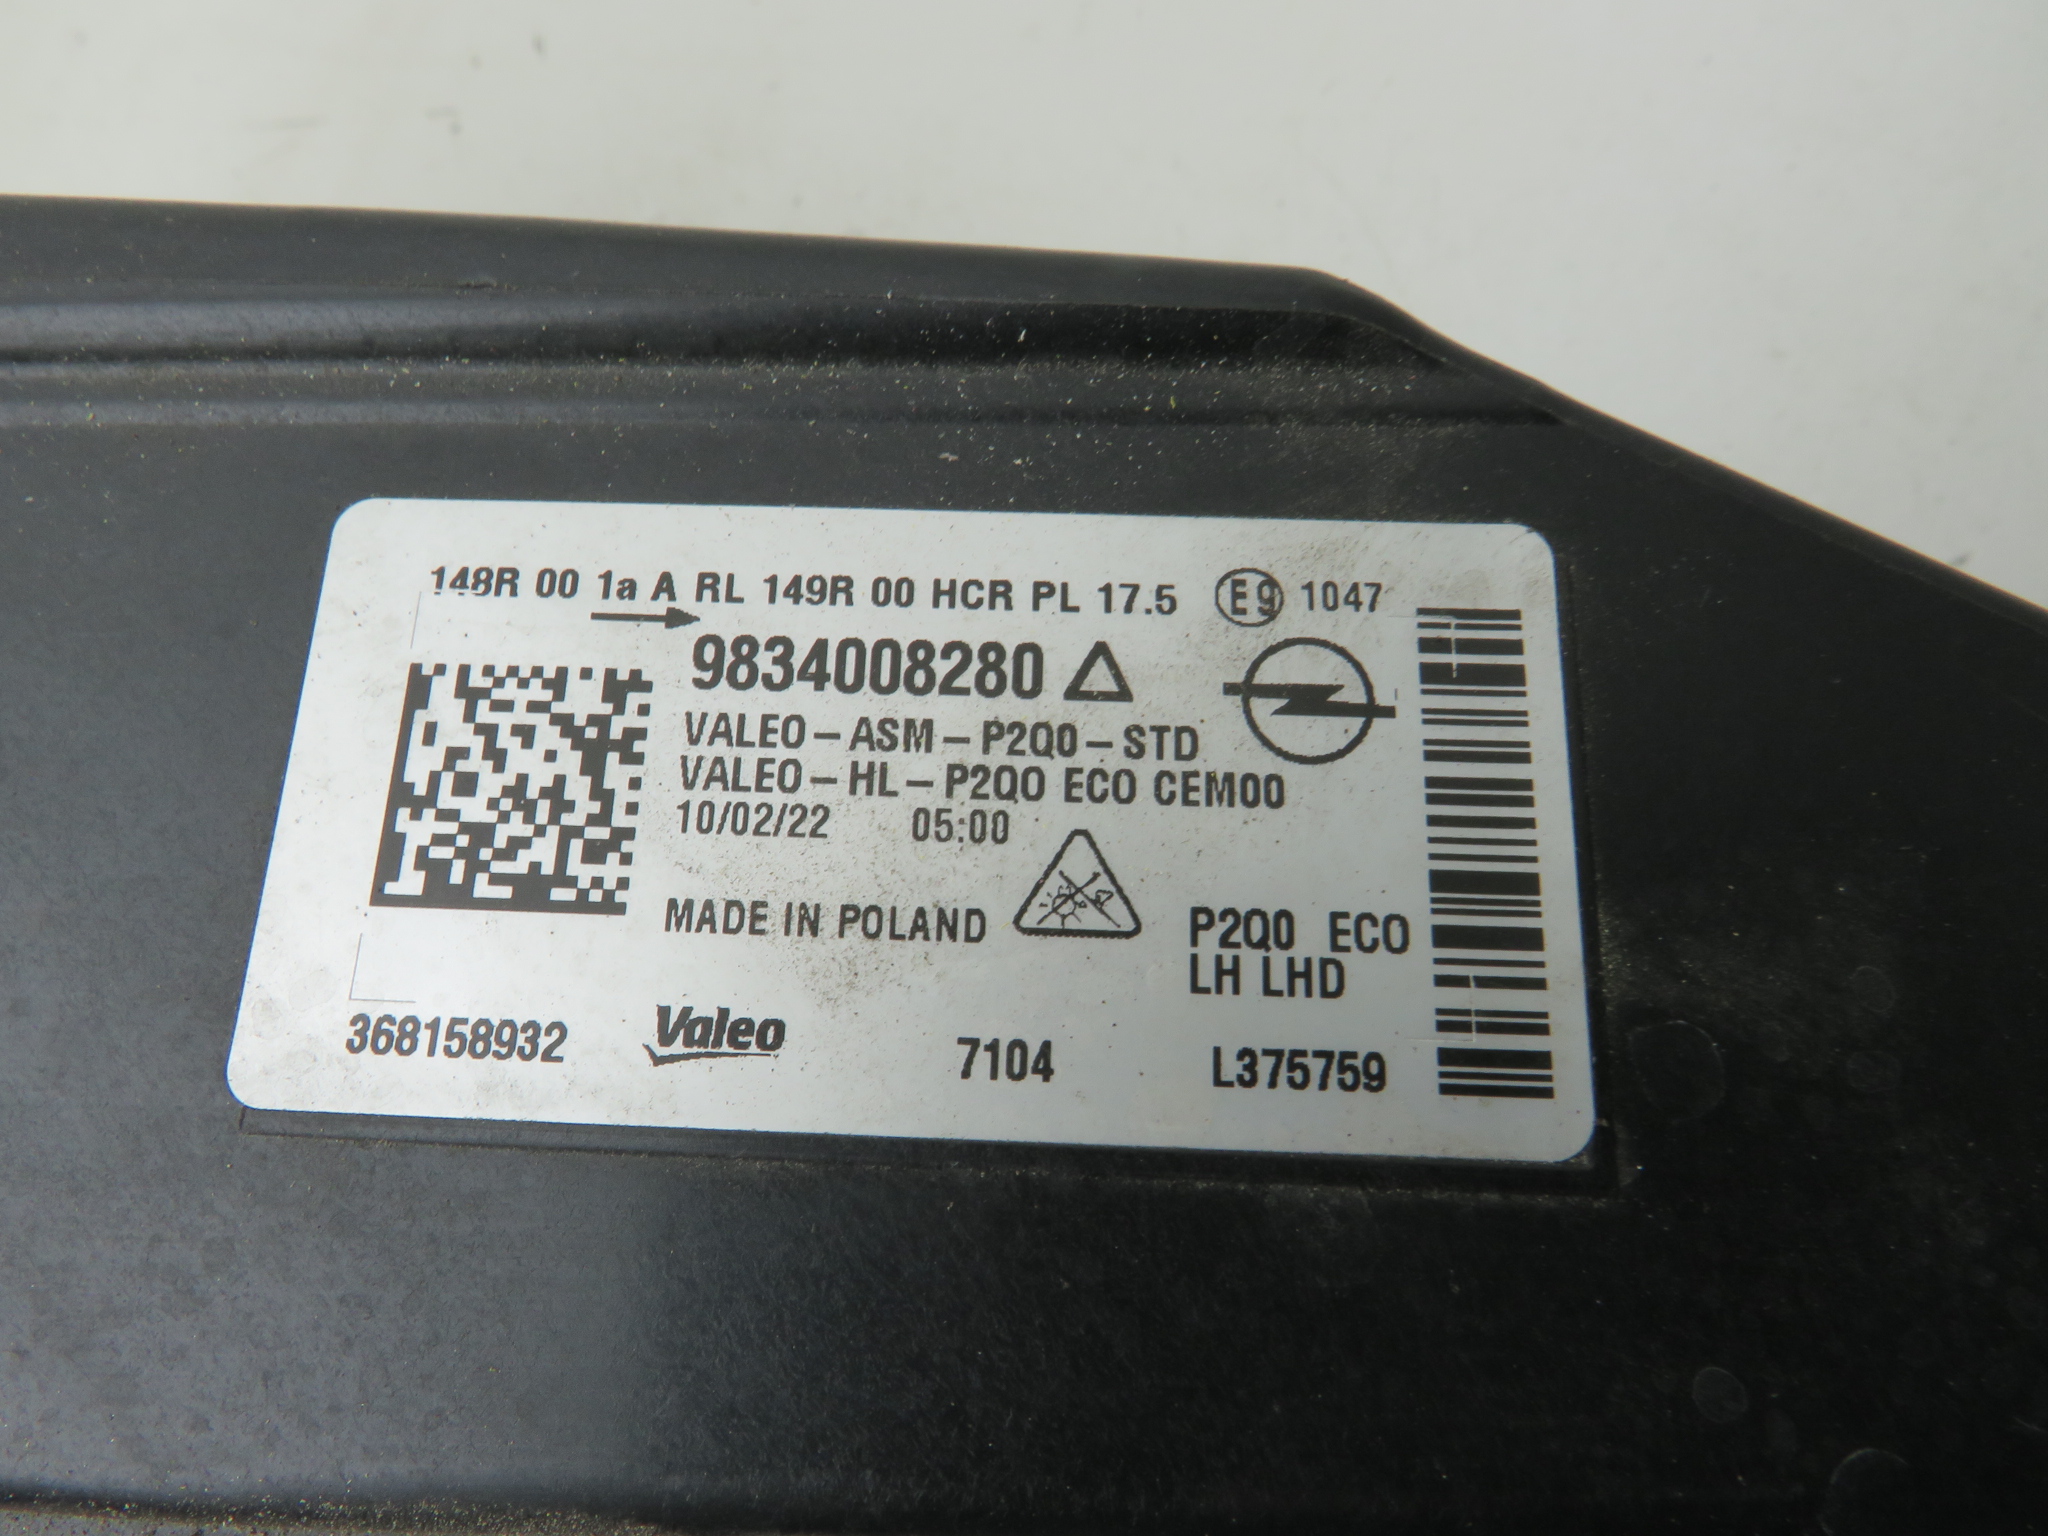 148R 00 1a A RL 149R 00 HCR PL 17.5 E9 1047
9834008280
VALEO-ASM-P2Q0-STD
VALEO-HL-P2Q0 ECO CEM00
10/02/22 05:00
MADE IN POLAND
P2Q0 ECO
LH LHD
368158932 Valeo 7104 L375759